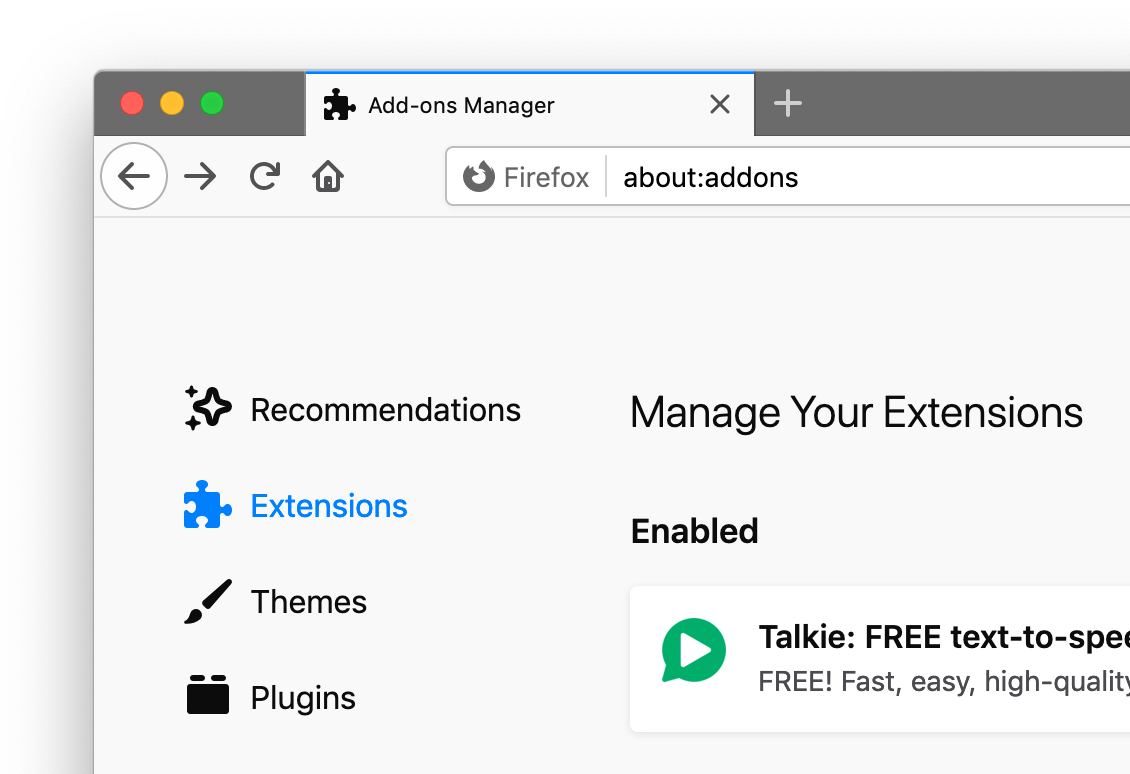 Add-ons Manager
Firefox
about:addons
Recommendations
Extensions
Themes
Plugins
Manage Your Extensions
Enabled
Talkie: FREE text-to-spee
FREE! Fast, easy, high-quality